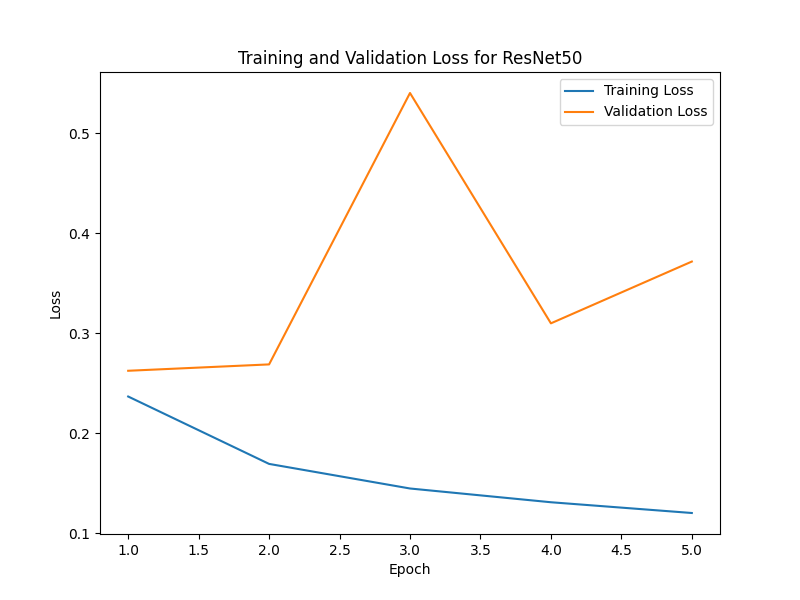 Training and Validation Loss for ResNet50
Training Loss
Validation Loss
0.5
0.4
0.3
0.2
0.1
Loss
1.0 1.5 2.0 2.5 3.0 3.5 4.0 4.5 5.0
Epoch